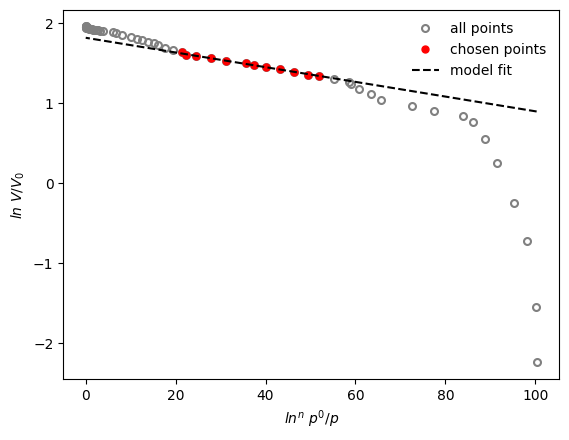 2
1
0
−1
−2
ln V/V₀
all points
chosen points
model fit
0 20 40 60 80 100
lnⁿ p⁰/p